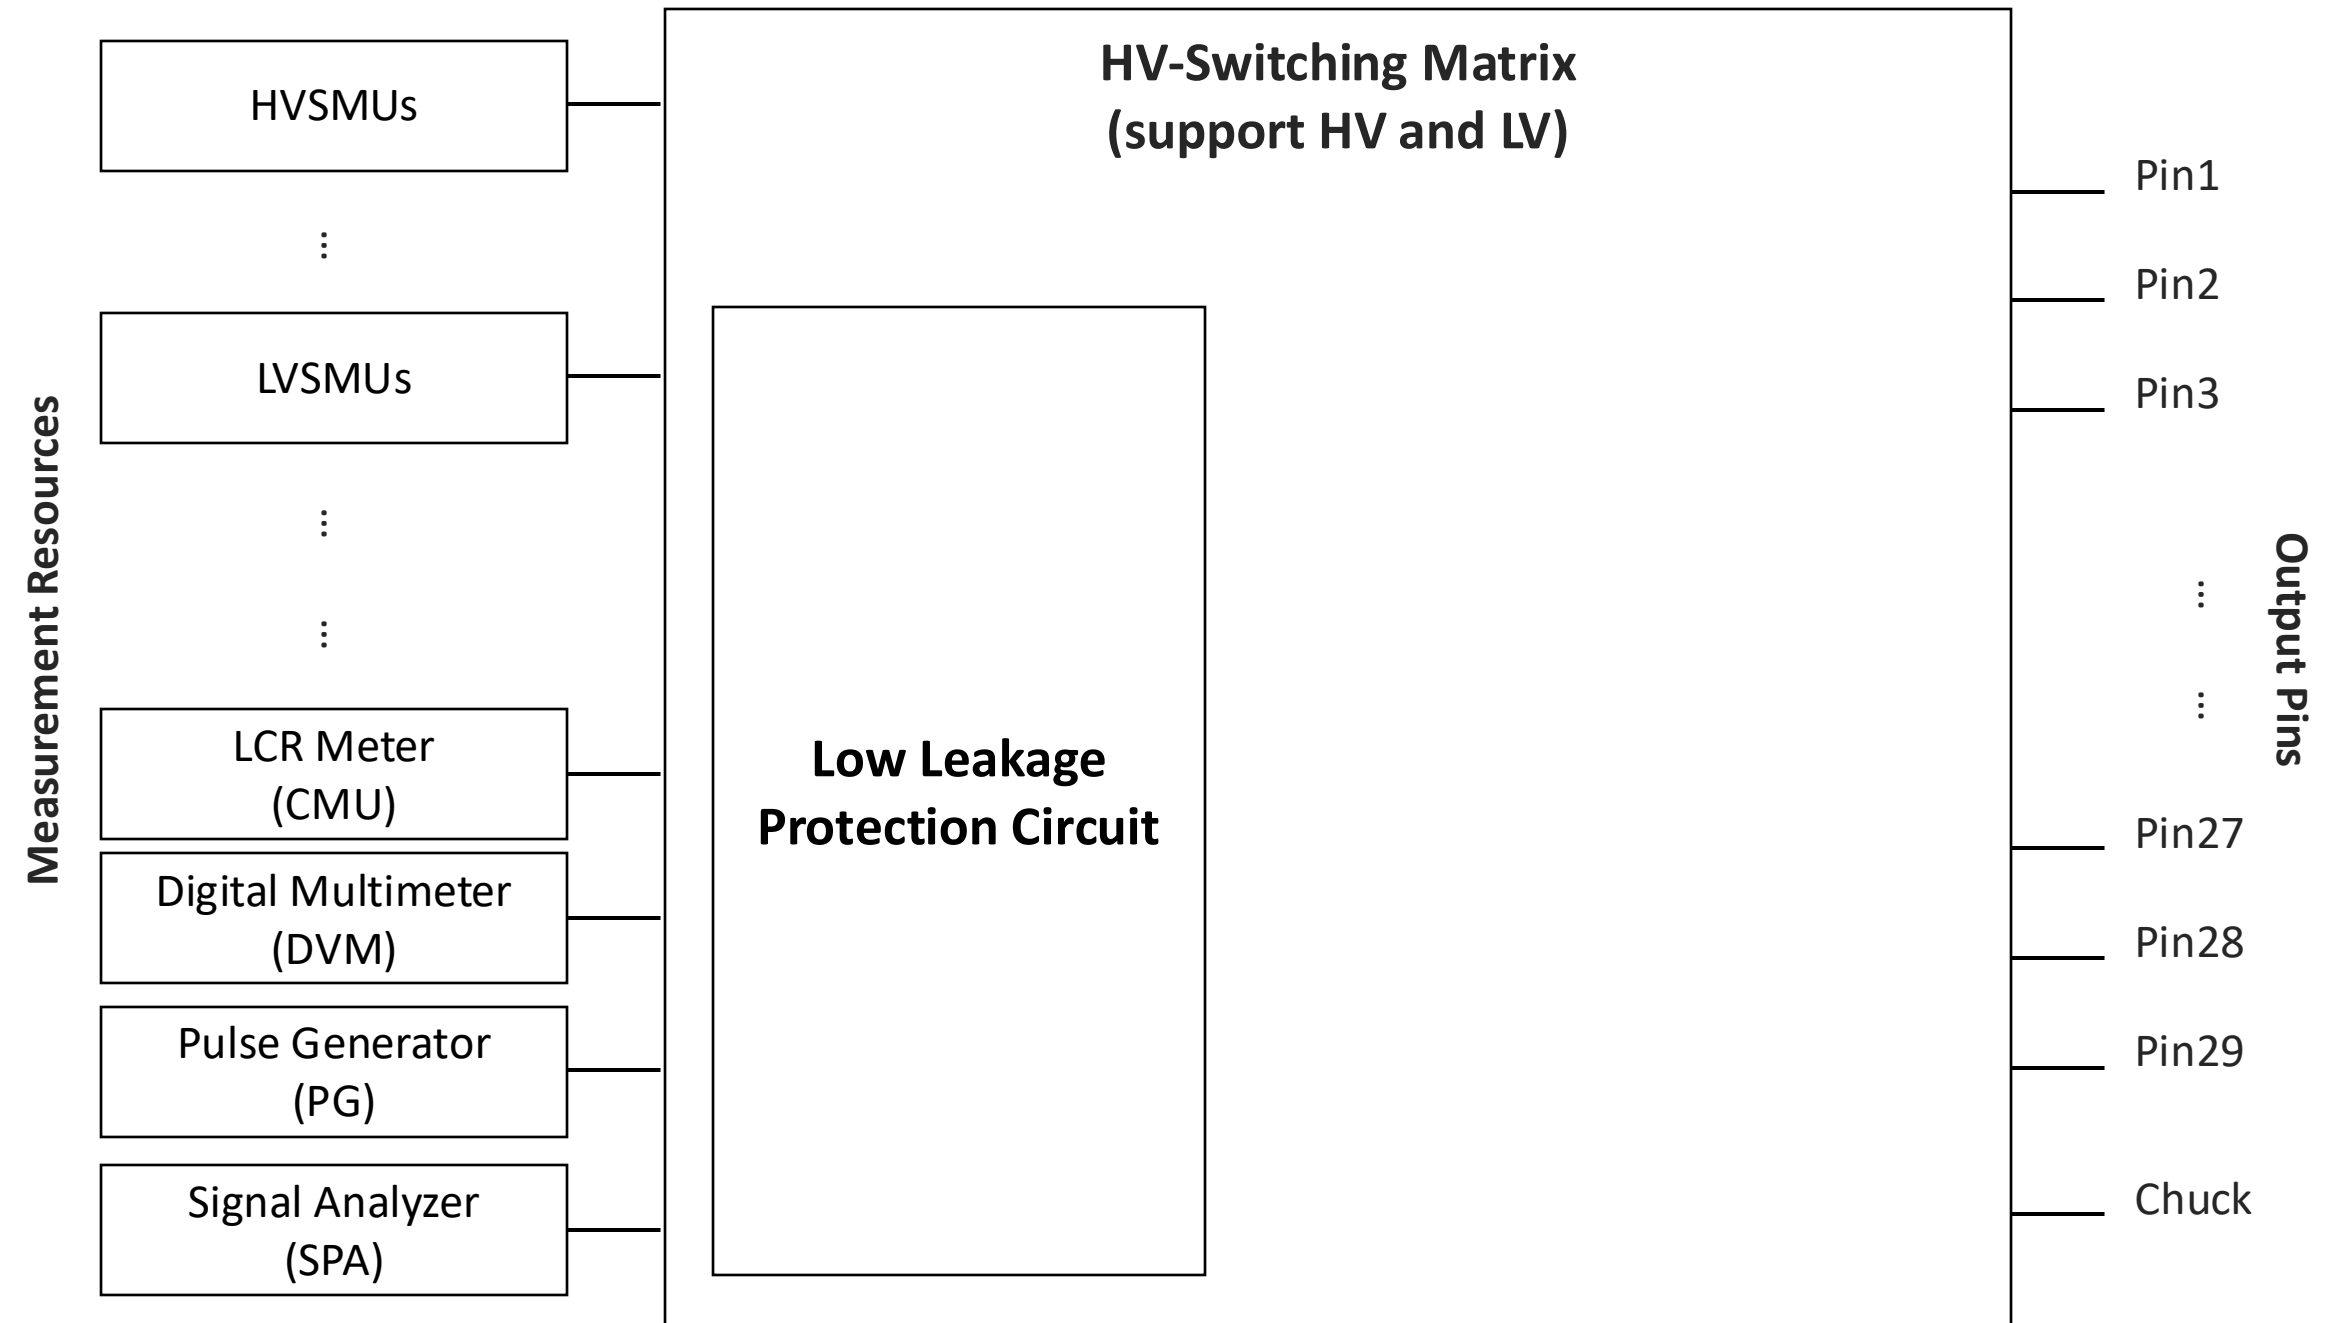 Measurement Resources
HVSMUs
⋮
LVSMUs
⋮
⋮
LCR Meter
(CMU)
Digital Multimeter
(DVM)
Pulse Generator
(PG)
Signal Analyzer
(SPA)
HV-Switching Matrix
(support HV and LV)
Low Leakage
Protection Circuit
Pin1
Pin2
Pin3
⋮
⋮
Pin27
Pin28
Pin29
Chuck
Output Pins